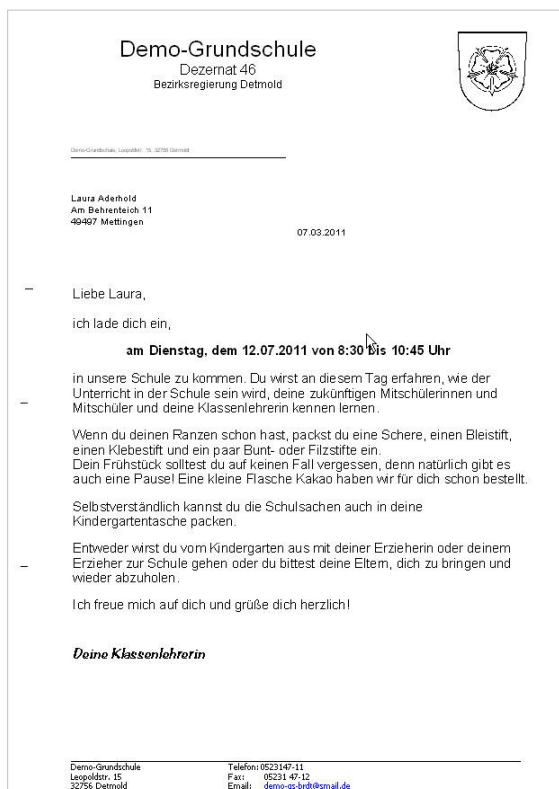 Demo-Grundschule
Dezernat 46
Bezirksregierung Detmold
Demo-Grundschule, Leopoldstr. 15, 32756 Detmold
Laura Aderhold
Am Behrenteich 11
49497 Mettingen
07.03.2011
Liebe Laura,
ich lade dich ein,
am Dienstag, dem 12.07.2011 von 8:30 bis 10:45 Uhr
in unsere Schule zu kommen. Du wirst an diesem Tag erfahren, wie der
Unterricht in der Schule sein wird, deine zukünftigen Mitschülerinnen und
Mitschüler und deine Klassenlehrerin kennen lernen.
Wenn du deinen Ranzen schon hast, packst du eine Schere, einen Bleistift,
einen Klebestift und ein paar Bunt- oder Filzstifte ein.
Dein Frühstück solltest du auf keinen Fall vergessen, denn natürlich gibt es
auch eine Pause! Eine kleine Flasche Kakao haben wir für dich schon bestellt.
Selbstverständlich kannst du die Schulsachen auch in deine
Kindergartentasche packen.
Entweder wirst du vom Kindergarten aus mit deiner Erzieherin oder deinem
Erzieher zur Schule gehen oder du bittest deine Eltern, dich zu bringen und
wieder abzuholen.
Ich freue mich auf dich und grüße dich herzlich!
Deine Klassenlehrerin
Demo-Grundschule Telefon: 0523147-11
Leopoldstr. 15 Fax: 05231 47-12
32756 Detmold Email: demo-gs-brdt@smail.de